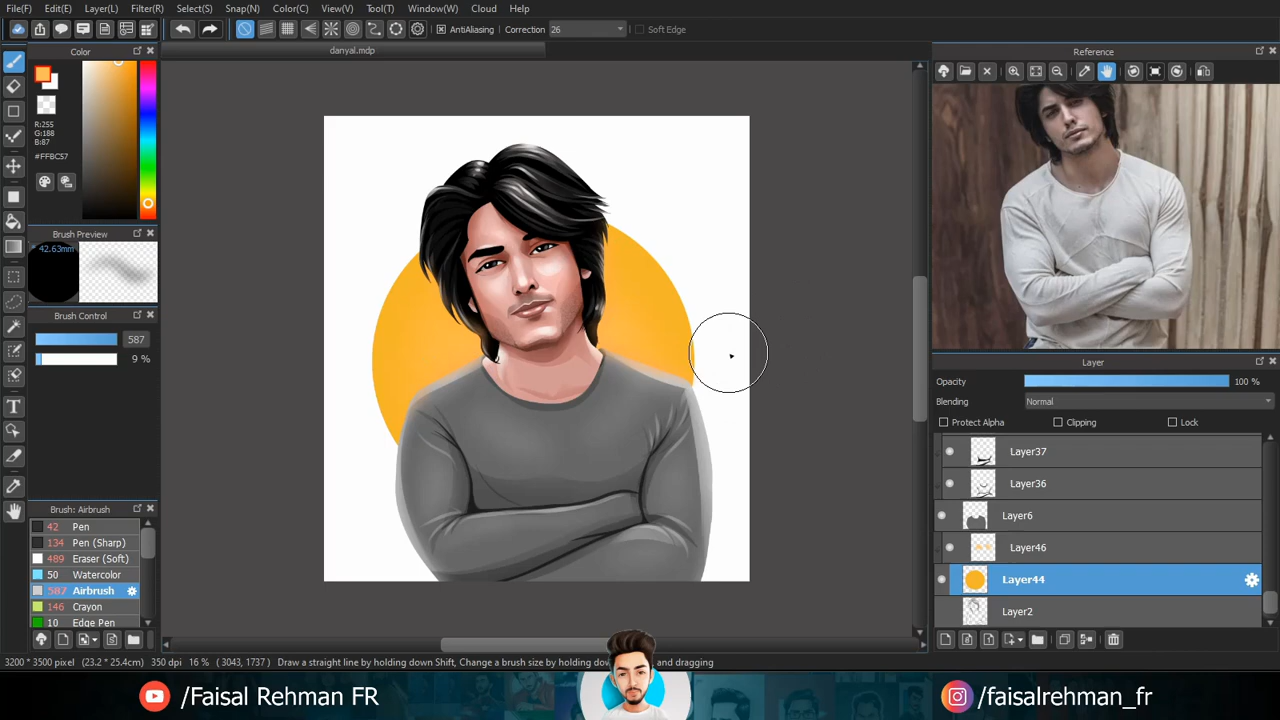 File(F) Edit(E) Layer(L) Filter(R) Select(S) Snap(N) Color(C) View(V) Tool(T) Window(W) Cloud Help
AntiAliasing Correction 26 Soft Edge
danyal.mdp
Color
R:255
G:188
B:87
#FFBC57
Brush Preview
* 42.63mm
Brush Control
587
9 %
Brush: Airbrush
42 Pen
134 Pen (Sharp)
489 Eraser (Soft)
50 Watercolor
587 Airbrush
146 Crayon
10 Edge Pen
Reference
Layer
Opacity 100 %
Blending Normal
Protect Alpha Clipping Lock
Layer37
Layer36
Layer6
Layer46
Layer44
Layer2
3200 * 3500 pixel (23.2 * 25.4cm) 350 dpi 16 % ( 3043, 1737 ) Draw a straight line by holding down Shift, Change a brush size by holding dow and dragging
/Faisal Rehman FR
/faisalrehman_fr